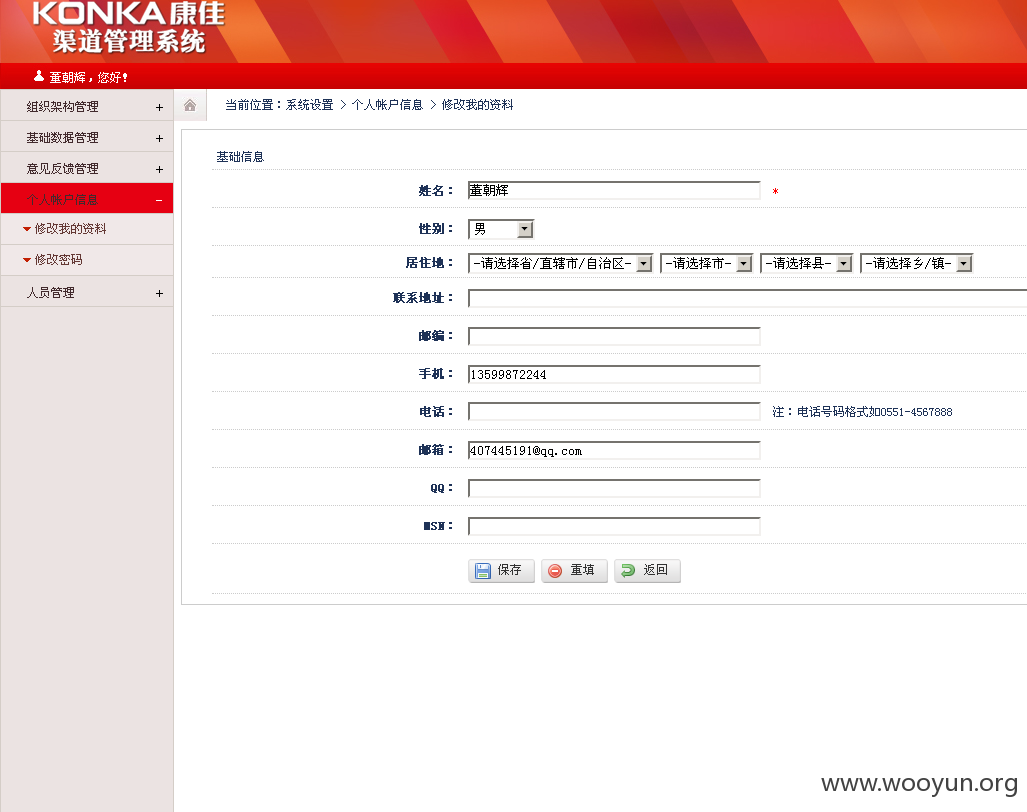 KONKA 康佳
渠道管理系统
董朝辉，您好！
组织架构管理 +
基础数据管理 +
意见反馈管理 +
个人帐户信息 -
修改我的资料
修改密码
人员管理 +
当前位置：系统设置 > 个人帐户信息 > 修改我的资料
基础信息
姓名： 董朝辉 *
性别： 男
居住地： -请选择省/直辖市/自治区- -请选择市- -请选择县- -请选择乡/镇-
联系地址：
邮编：
手机： 13599872244
电话： 注：电话号码格式如0551-4567888
邮箱： 407445191@qq.com
QQ：
MSN：
保存 重填 返回
www.wooyun.org